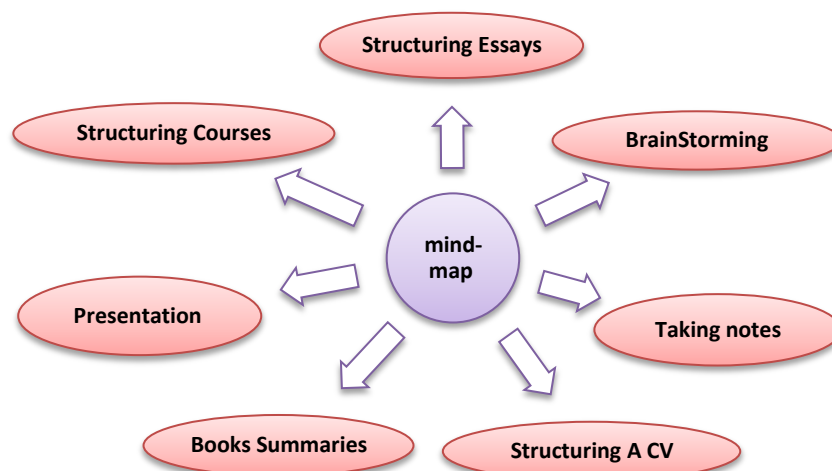 Structuring Essays
Structuring Courses
BrainStorming
mind-
map
Presentation
Taking notes
Books Summaries
Structuring A CV